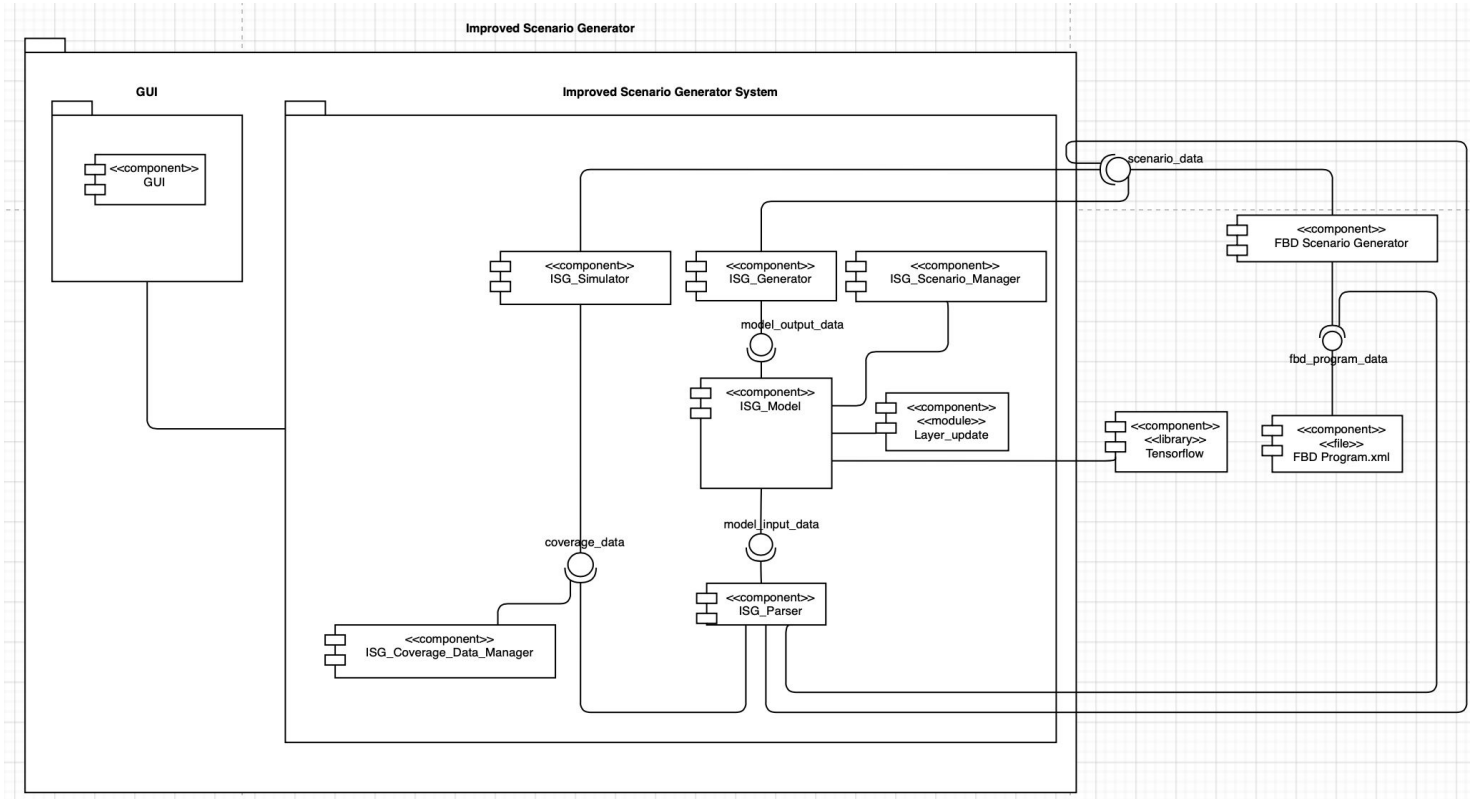 Improved Scenario Generator
GUI
Improved Scenario Generator System
<<component>>
GUI
scenario_data
<<component>>
FBD Scenario Generator
<<component>>
ISG_Simulator
<<component>>
ISG_Generator
<<component>>
ISG_Scenario_Manager
model_output_data
fbd_program_data
<<component>>
ISG_Model
<<component>>
<<module>>
Layer_update
<<component>>
<<library>>
Tensorflow
<<component>>
<<file>>
FBD Program.xml
model_input_data
coverage_data
<<component>>
ISG_Parser
<<component>>
ISG_Coverage_Data_Manager